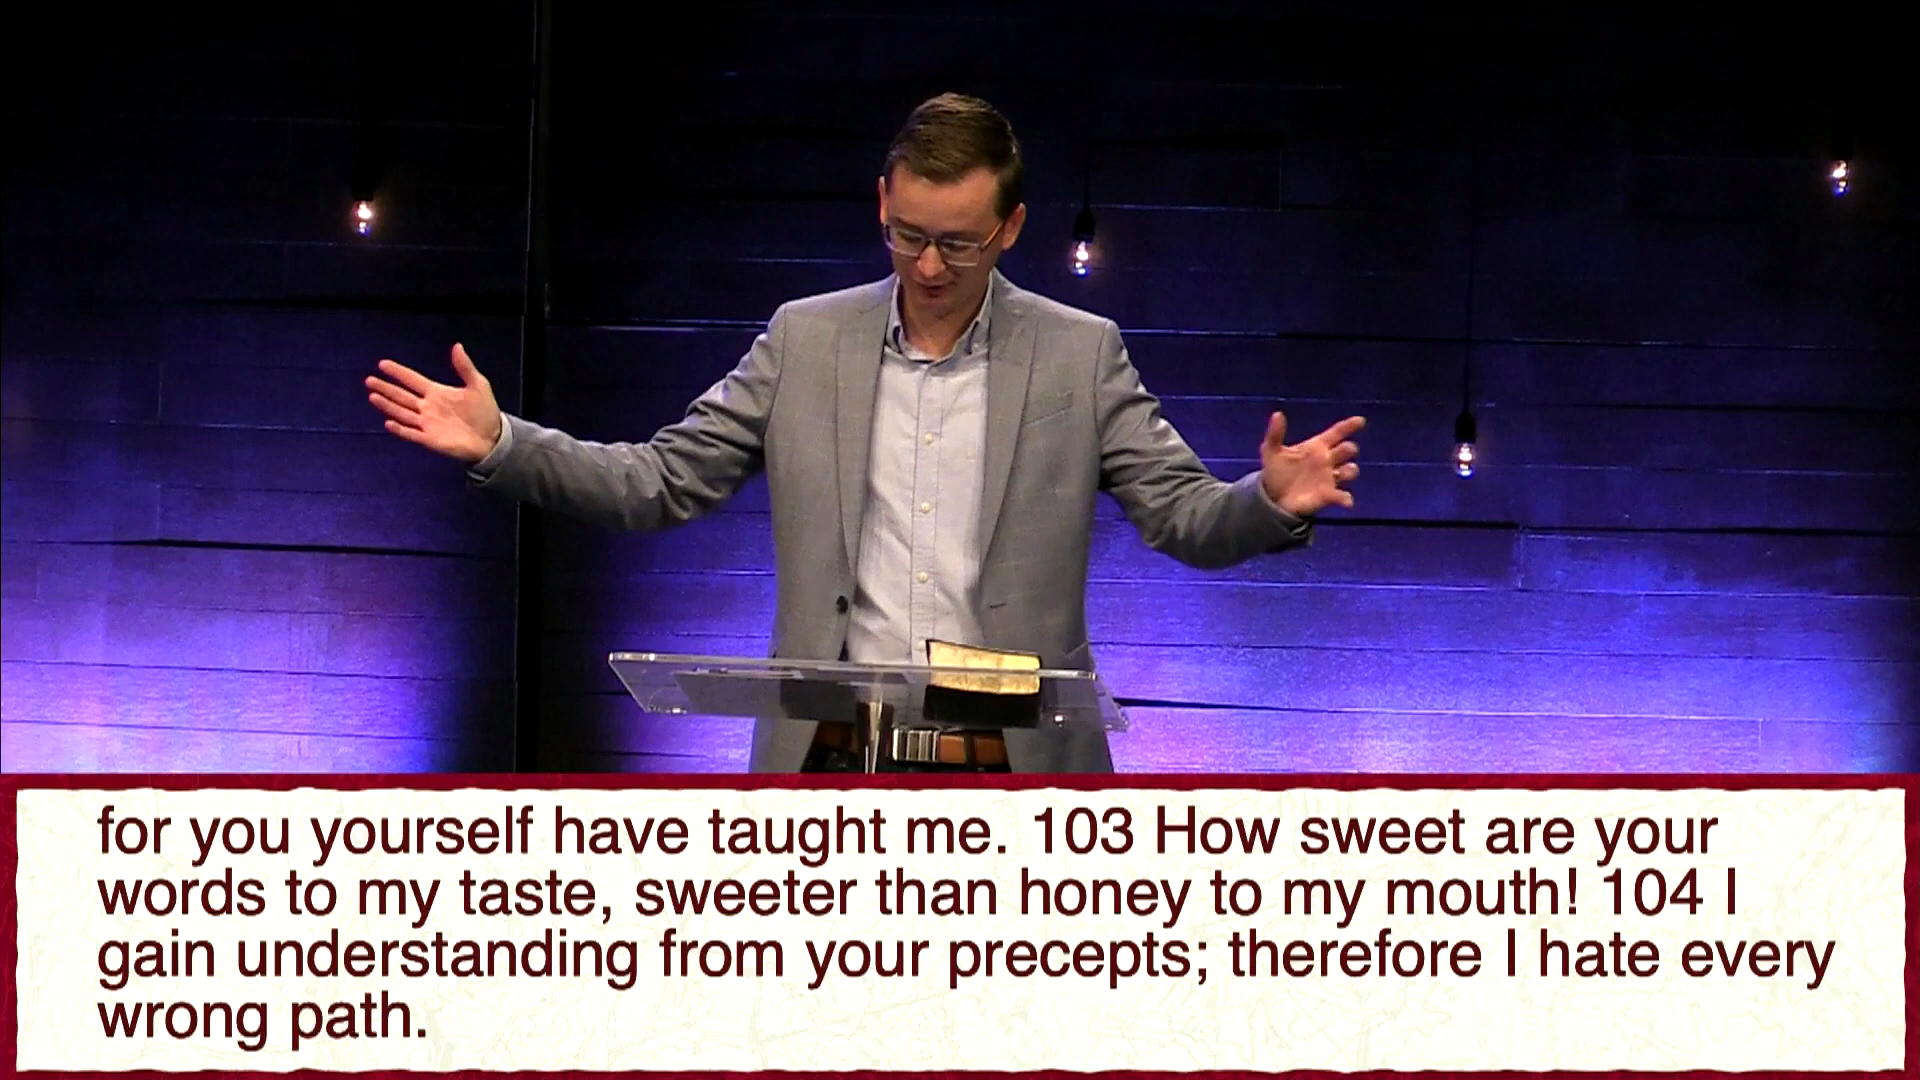 for you yourself have taught me. 103 How sweet are your
words to my taste, sweeter than honey to my mouth! 104 I
gain understanding from your precepts; therefore I hate every
wrong path.